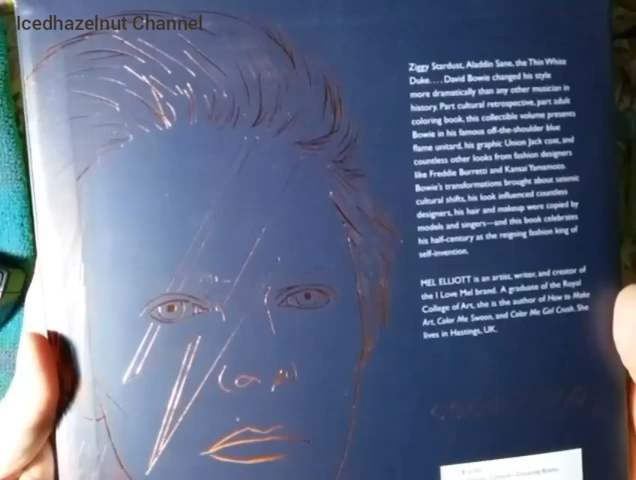 Icedhazelnut Channel
Ziggy Stardust, Aladdin Sane, the Thin White
Duke.... David Bowie changed his style
more dramatically than any other musician in
history. Part cultural retrospective, part adult
coloring book, this collectible volume presents
Bowie in his famous off-the-shoulder blue
flame unitard, his graphic Union Jack coat, and
countless other looks from fashion designers
like Freddie Burretti and Kansai Yamamoto.
Bowie's transformations brought about seismic
cultural shifts, his look influenced countless
designers, his hair and makeup were copied by
models and singers—and this book celebrates
his half-century as the reigning fashion king of
self-invention.
MEL ELLIOTT is an artist, writer, and creator of
the I Love Mel brand. A graduate of the Royal
College of Art, she is the author of How to Make
Art, Color Me Swoon, and Color Me Girl Crush. She
lives in Hastings, UK.